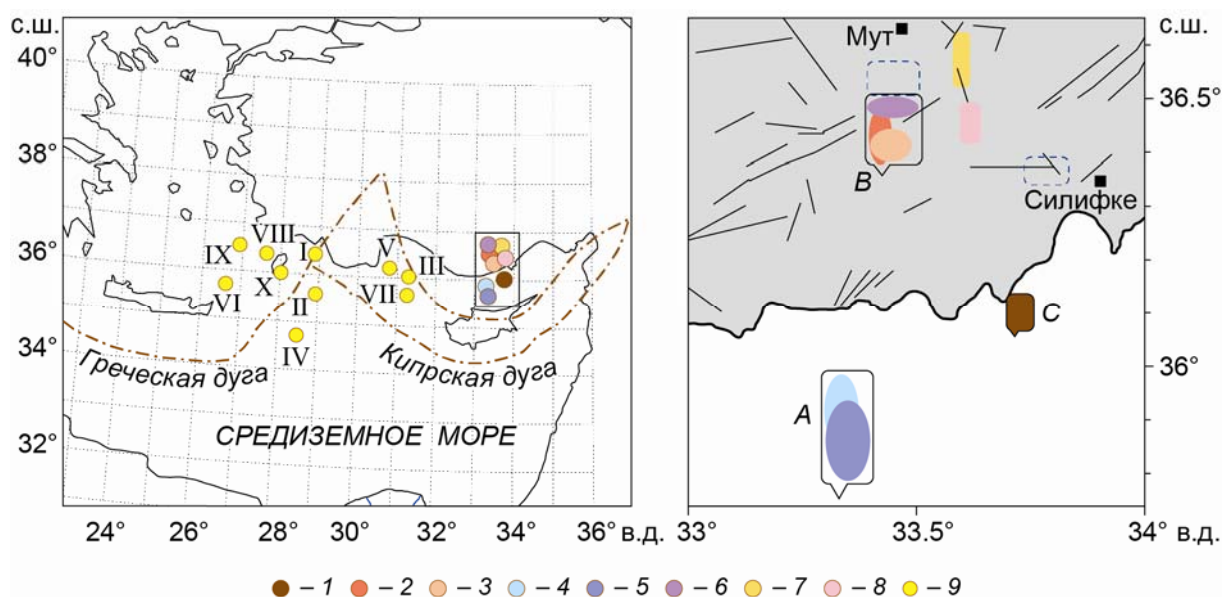 с.ш.
40°
38°
36°
34°
32°
24° 26° 28° 30° 32° 34° 36° в.д.
IX
VIII
I
V
III
VI
X
II
VII
IV
Греческая дуга
Кипрская дуга
СРЕДИЗЕМНОЕ МОРЕ
с.ш.
Мут
36.5°
B
Силифке
C
36°
A
33° 33.5° 34° в.д.
– 1 – 2 – 3 – 4 – 5 – 6 – 7 – 8 – 9